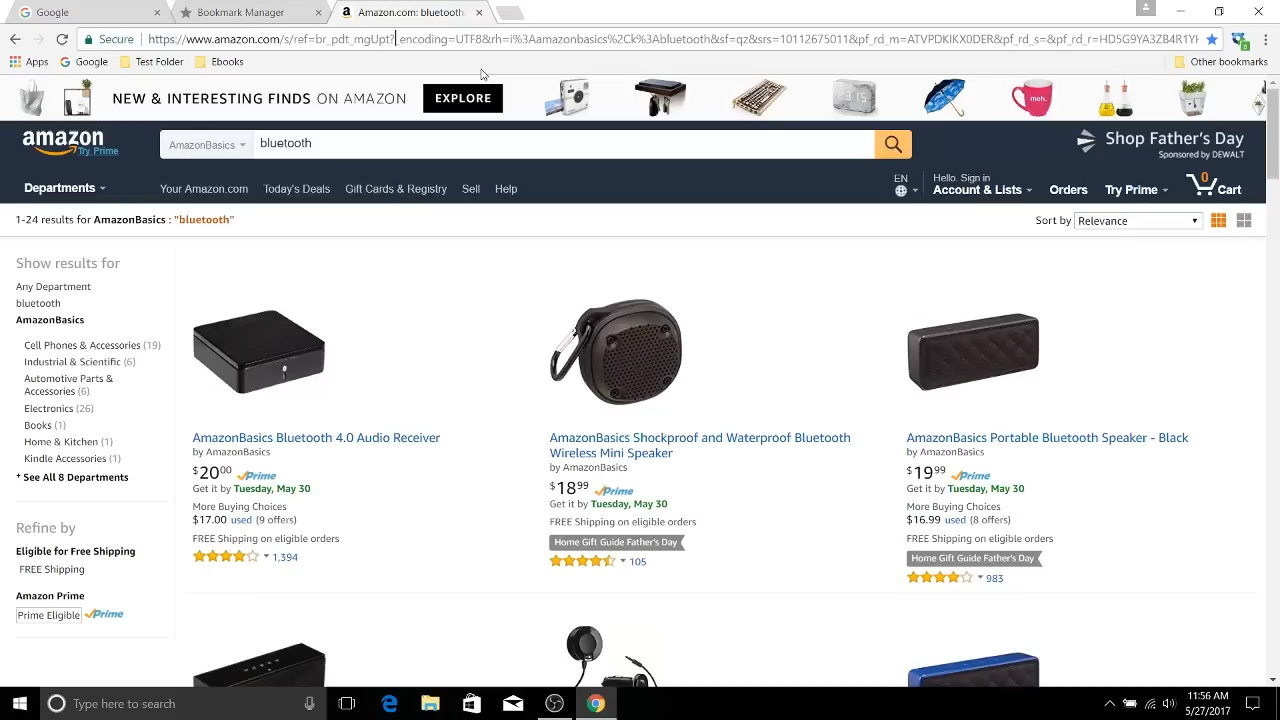 Google
Bookmark Manager
Amazon.com: bluetooth
Secure
https://www.amazon.com/s/ref=br_pdt_mgUpt?_encoding=UTF8&rh=i%3Aamazonbasics%2Ck%3Abluetooth&sf=qz&srs=10112675011&pf_rd_m=ATVPDKIKX0DER&pf_rd_s=&pf_rd_r=HD5G9YA3ZB4R1YH
Apps
Google
Test Folder
Ebooks
Other bookmarks
NEW & INTERESTING FINDS ON AMAZON
EXPLORE
23:15
meh.
amazon
Try Prime
AmazonBasics
bluetooth
Shop Father's Day
Sponsored by DEWALT
Departments
Your Amazon.com
Today's Deals
Gift Cards & Registry
Sell
Help
EN
Hello. Sign in
Account & Lists
Orders
Try Prime
0
Cart
1-24 results for AmazonBasics : "bluetooth"
Sort by
Relevance
Show results for
Any Department
bluetooth
AmazonBasics
Cell Phones & Accessories (19)
Industrial & Scientific (6)
Automotive Parts &
Accessories (6)
Electronics (26)
Books (1)
Home & Kitchen (1)
Kindle Accessories (1)
+ See All 8 Departments
Refine by
Eligible for Free Shipping
FREE Shipping
Amazon Prime
Prime Eligible
Prime
AmazonBasics Bluetooth 4.0 Audio Receiver
by AmazonBasics
$20 00 Prime
Get it by Tuesday, May 30
More Buying Choices
$17.00 used (9 offers)
FREE Shipping on eligible orders
1,394
AmazonBasics Shockproof and Waterproof Bluetooth
Wireless Mini Speaker
by AmazonBasics
$18 99 Prime
Get it by Tuesday, May 30
FREE Shipping on eligible orders
Home Gift Guide Father's Day
105
AmazonBasics Portable Bluetooth Speaker - Black
by AmazonBasics
$19 99 Prime
Get it by Tuesday, May 30
More Buying Choices
$16.99 used (8 offers)
FREE Shipping on eligible orders
Home Gift Guide Father's Day
983
Type here to search
11:56 AM
5/27/2017